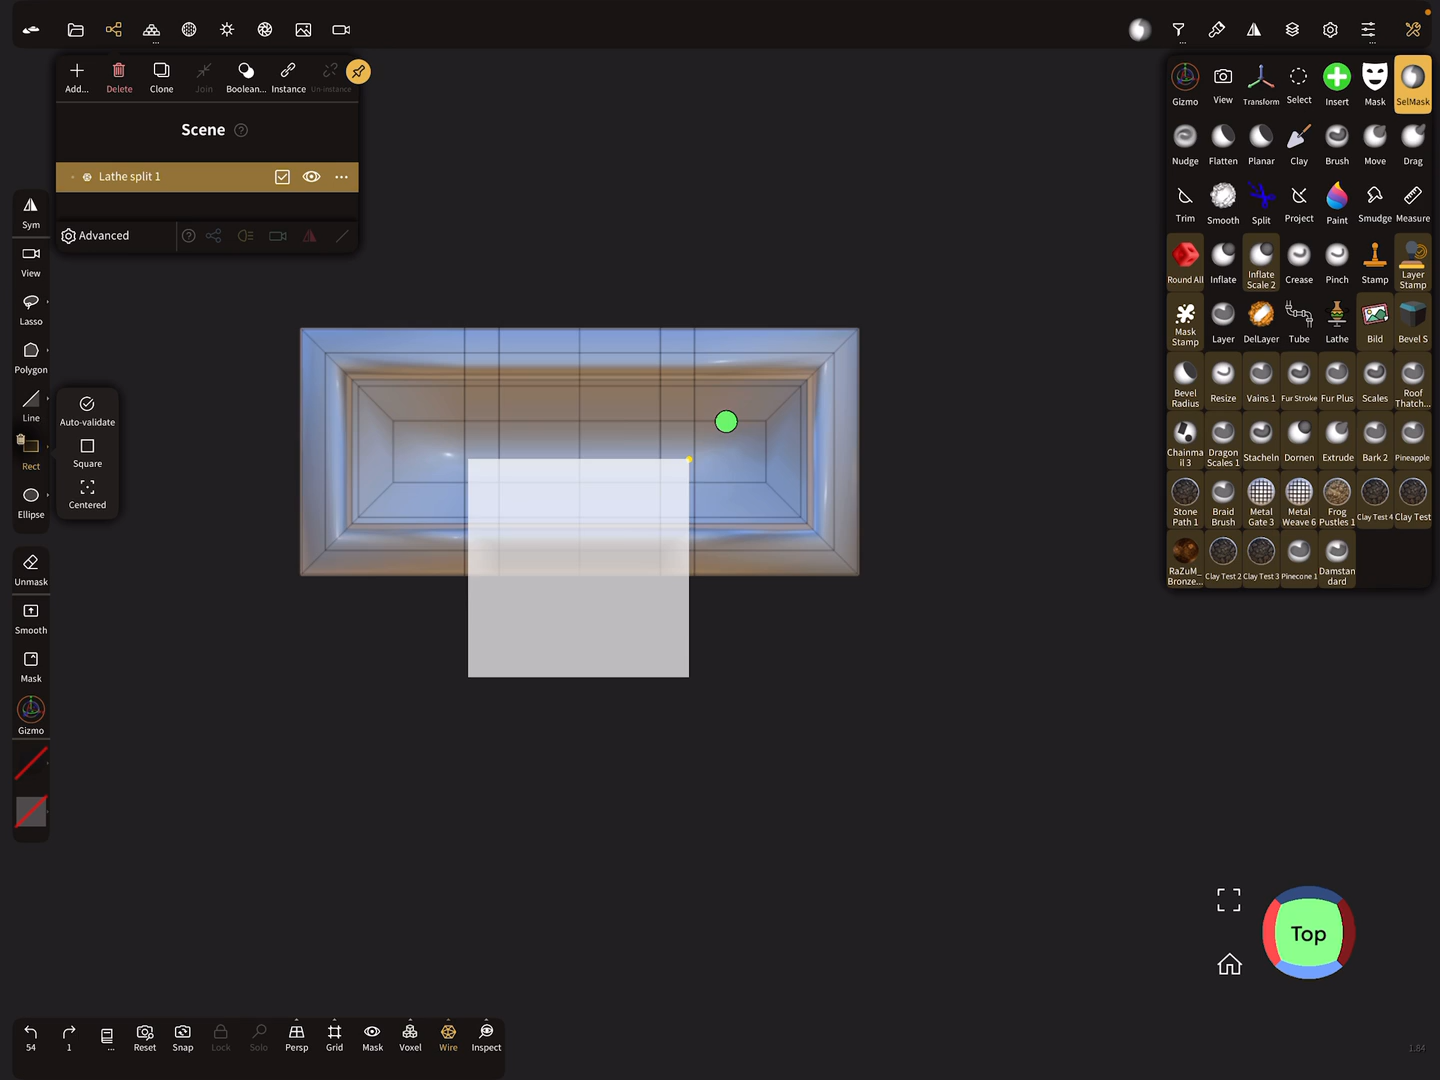 Add...
Delete
Clone
Join
Boolean...
Instance
Un-instance
Scene
Lathe split 1
Advanced
Sym
View
Lasso
Polygon
Line
Rect
Ellipse
Auto-validate
Square
Centered
Unmask
Smooth
Mask
Gizmo
Gizmo
View
Transform
Select
Insert
Mask
SelMask
Nudge
Flatten
Planar
Clay
Brush
Move
Drag
Trim
Smooth
Split
Project
Paint
Smudge
Measure
Round All
Inflate
Inflate
Scale 2
Crease
Pinch
Stamp
Layer
Stamp
Mask
Stamp
Layer
DelLayer
Tube
Lathe
Bild
Bevel S
Bevel
Radius
Resize
Vains 1
Fur Stroke
Fur Plus
Scales
Roof
Thatch...
Chainma
il 3
Dragon
Scales 1
Stacheln
Dornen
Extrude
Bark 2
Pineapple
Stone
Path 1
Braid
Brush
Metal
Gate 3
Metal
Weave 6
Frog
Pustles 1
Clay Test 4
Clay Test
RaZuM_
Bronze...
Clay Test 2
Clay Test 3
Pinecone 1
Damstan
dard
Top
54
1
...
Reset
Snap
Lock
Solo
Persp
Grid
Mask
Voxel
Wire
Inspect
1.84